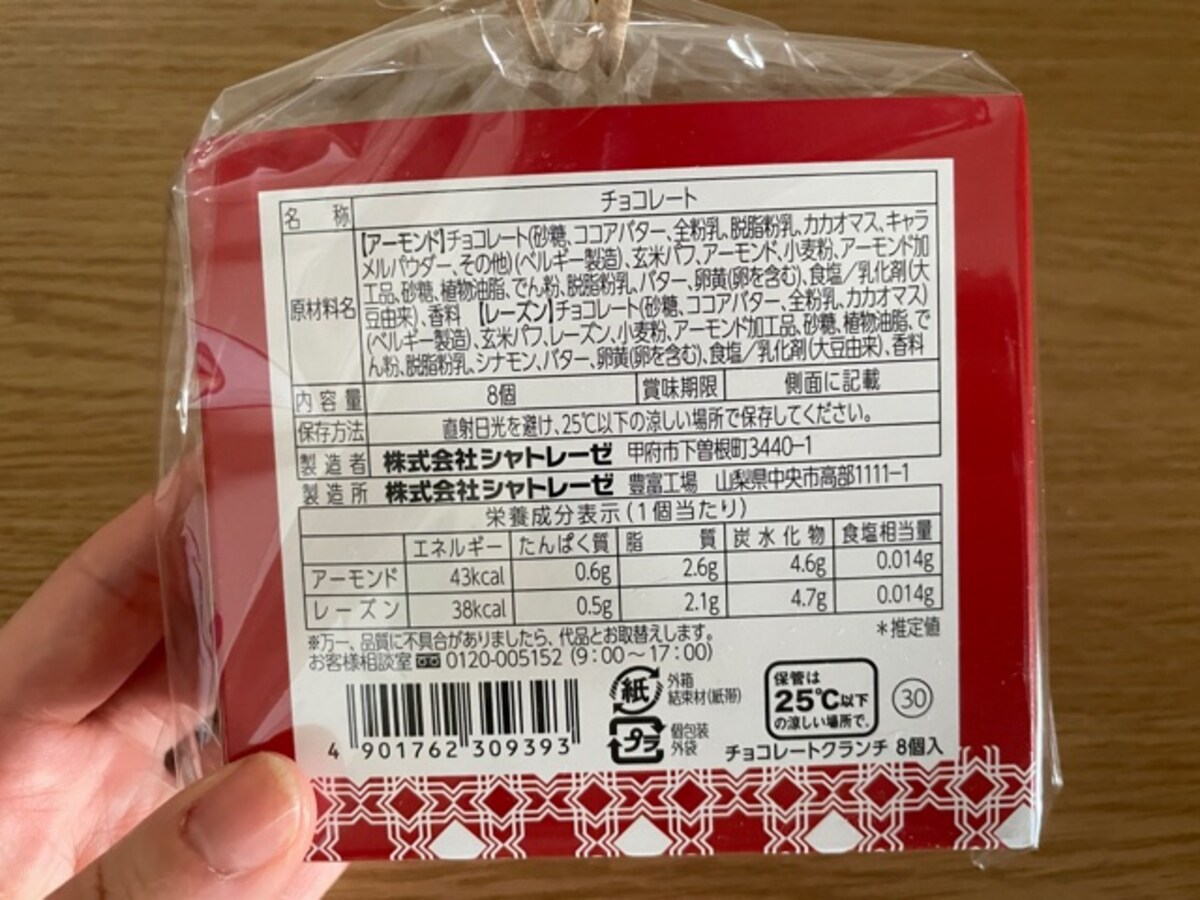 名称 チョコレート
原材料名
【アーモンド】チョコレート(砂糖、ココアバター、全粉乳、脱脂粉乳、カカオマス、キャラ
メルパウダー、その他)(ベルギー製造)、玄米パフ、アーモンド、小麦粉、アーモンド加
工品、砂糖、植物油脂、でん粉、脱脂粉乳、バター、卵黄(卵を含む)、食塩/乳化剤(大
豆由来)、香料 【レーズン】チョコレート(砂糖、ココアバター、全粉乳、カカオマス)
(ベルギー製造)、玄米パフ、レーズン、小麦粉、アーモンド加工品、砂糖、植物油脂、で
ん粉、脱脂粉乳、シナモン、バター、卵黄(卵を含む)、食塩/乳化剤(大豆由来)、香料
内容量 8個 賞味期限 側面に記載
保存方法 直射日光を避け、25℃以下の涼しい場所で保存してください。
製造者 株式会社シャトレーゼ 甲府市下曽根町3440-1
製造所 株式会社シャトレーゼ 豊富工場 山梨県中央市高部1111-1
栄養成分表示(1個当たり)
エネルギー たんぱく質 脂質 炭水化物 食塩相当量
アーモンド 43kcal 0.6g 2.6g 4.6g 0.014g
レーズン 38kcal 0.5g 2.1g 4.7g 0.014g
※万一、品質に不具合がありましたら、代品とお取替えします。
*推定値
お客様相談室 0120-005152 (9:00~17:00)
4 901762 309393
紙 外箱
結束材(紙帯)
プラ 個包装
外袋
保管は
25℃以下
の涼しい場所で。
30
チョコレートクランチ 8個入